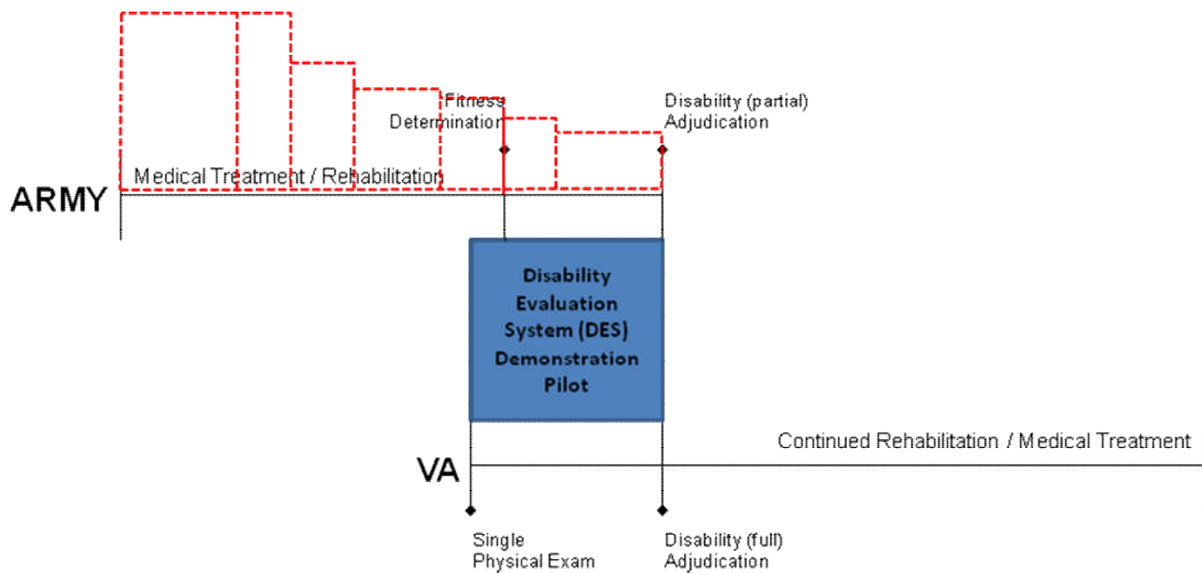 Fitness
Determination
Disability (partial)
Adjudication
Medical Treatment / Rehabilitation
ARMY
Disability
Evaluation
System (DES)
Demonstration
Pilot
Continued Rehabilitation / Medical Treatment
VA
Single
Physical Exam
Disability (full)
Adjudication